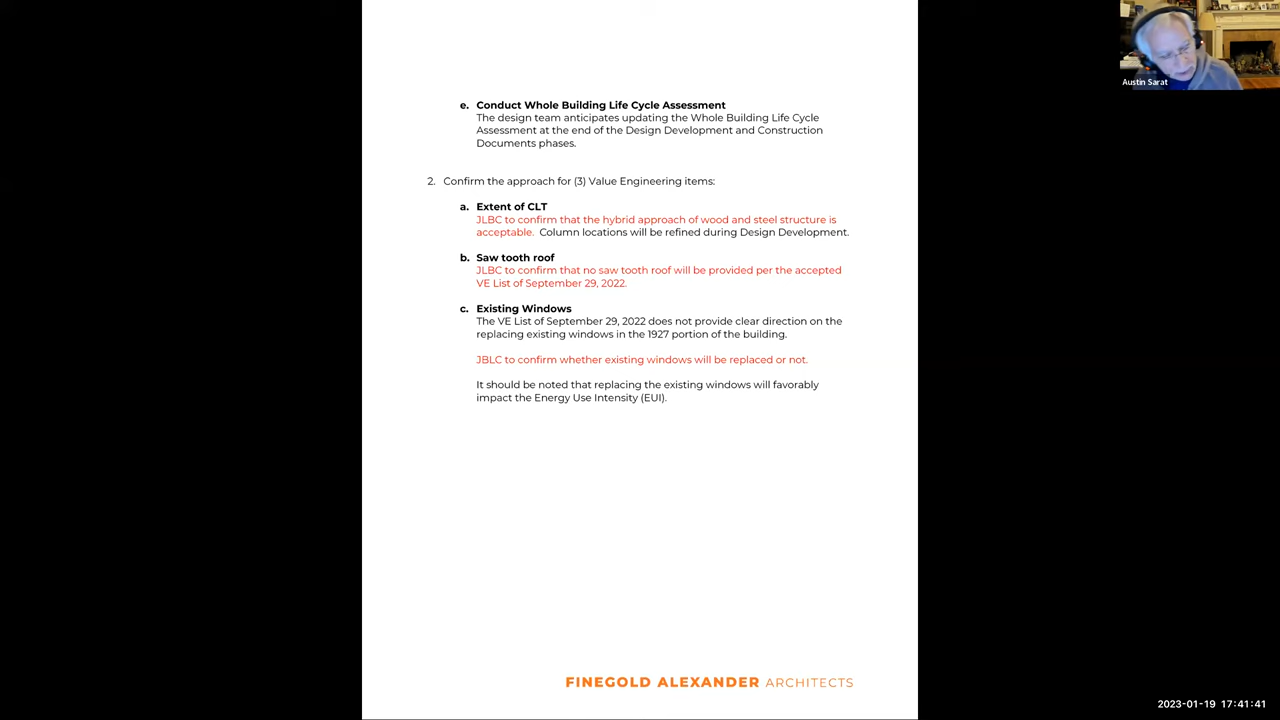 Austin Sarat
e. Conduct Whole Building Life Cycle Assessment
The design team anticipates updating the Whole Building Life Cycle
Assessment at the end of the Design Development and Construction
Documents phases.
2. Confirm the approach for (3) Value Engineering items:
a. Extent of CLT
JLBC to confirm that the hybrid approach of wood and steel structure is
acceptable. Column locations will be refined during Design Development.
b. Saw tooth roof
JLBC to confirm that no saw tooth roof will be provided per the accepted
VE List of September 29, 2022.
c. Existing Windows
The VE List of September 29, 2022 does not provide clear direction on the
replacing existing windows in the 1927 portion of the building.
JBLC to confirm whether existing windows will be replaced or not.
It should be noted that replacing the existing windows will favorably
impact the Energy Use Intensity (EUI).
FINEGOLD ALEXANDER ARCHITECTS
2023-01-19 17:41:41